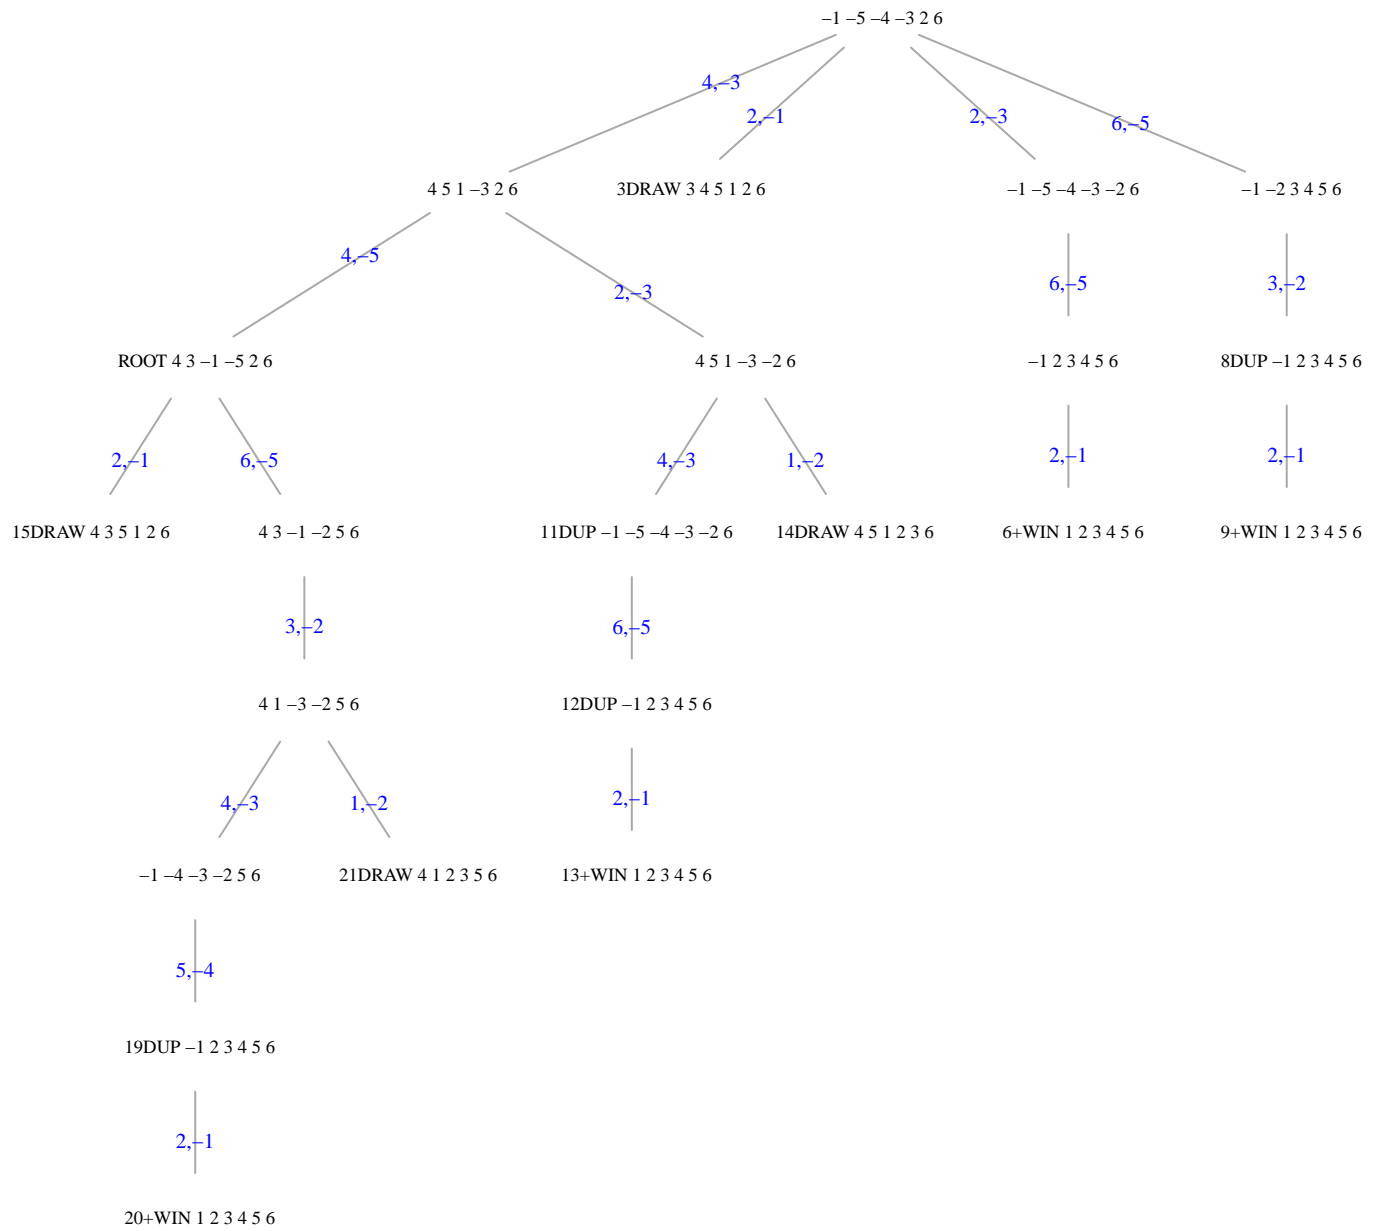 –1 –5 –4 –3 2 6
4,–3
2,–1
2,–3
6,–5
4 5 1 –3 2 6
3DRAW 3 4 5 1 2 6
–1 –5 –4 –3 –2 6
–1 –2 3 4 5 6
4,–5
2,–3
6,–5
3,–2
ROOT 4 3 –1 –5 2 6
4 5 1 –3 –2 6
–1 2 3 4 5 6
8DUP –1 2 3 4 5 6
2,–1
6,–5
4,–3
1,–2
2,–1
2,–1
15DRAW 4 3 5 1 2 6
4 3 –1 –2 5 6
11DUP –1 –5 –4 –3 –2 6
14DRAW 4 5 1 2 3 6
6+WIN 1 2 3 4 5 6
9+WIN 1 2 3 4 5 6
3,–2
6,–5
4 1 –3 –2 5 6
12DUP –1 2 3 4 5 6
4,–3
1,–2
2,–1
–1 –4 –3 –2 5 6
21DRAW 4 1 2 3 5 6
13+WIN 1 2 3 4 5 6
5,–4
19DUP –1 2 3 4 5 6
2,–1
20+WIN 1 2 3 4 5 6